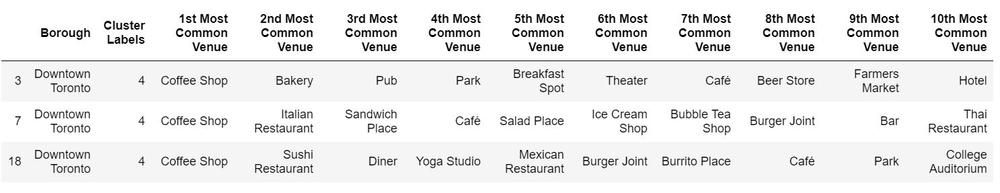 Borough Cluster Labels 1st Most Common Venue 2nd Most Common Venue 3rd Most Common Venue 4th Most Common Venue 5th Most Common Venue 6th Most Common Venue 7th Most Common Venue 8th Most Common Venue 9th Most Common Venue 10th Most Common Venue
3 Downtown Toronto 4 Coffee Shop Bakery Pub Park Breakfast Spot Theater Café Beer Store Farmers Market Hotel
7 Downtown Toronto 4 Coffee Shop Italian Restaurant Sandwich Place Café Salad Place Ice Cream Shop Bubble Tea Shop Burger Joint Bar Thai Restaurant
18 Downtown Toronto 4 Coffee Shop Sushi Restaurant Diner Yoga Studio Mexican Restaurant Burger Joint Burrito Place Café Park College Auditorium